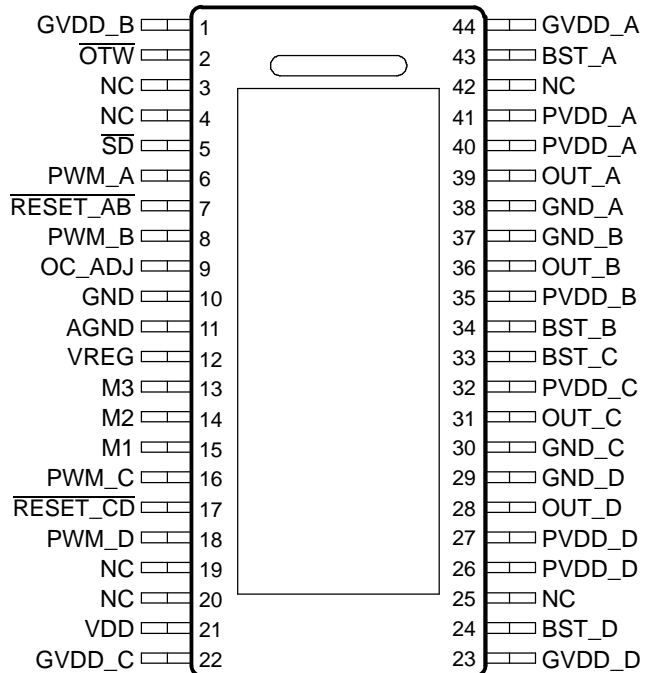 GVDD_B 1 44 GVDD_A
OTW 2 43 BST_A
NC 3 42 NC
NC 4 41 PVDD_A
SD 5 40 PVDD_A
PWM_A 6 39 OUT_A
RESET_AB 7 38 GND_A
PWM_B 8 37 GND_B
OC_ADJ 9 36 OUT_B
GND 10 35 PVDD_B
AGND 11 34 BST_B
VREG 12 33 BST_C
M3 13 32 PVDD_C
M2 14 31 OUT_C
M1 15 30 GND_C
PWM_C 16 29 GND_D
RESET_CD 17 28 OUT_D
PWM_D 18 27 PVDD_D
NC 19 26 PVDD_D
NC 20 25 NC
VDD 21 24 BST_D
GVDD_C 22 23 GVDD_D